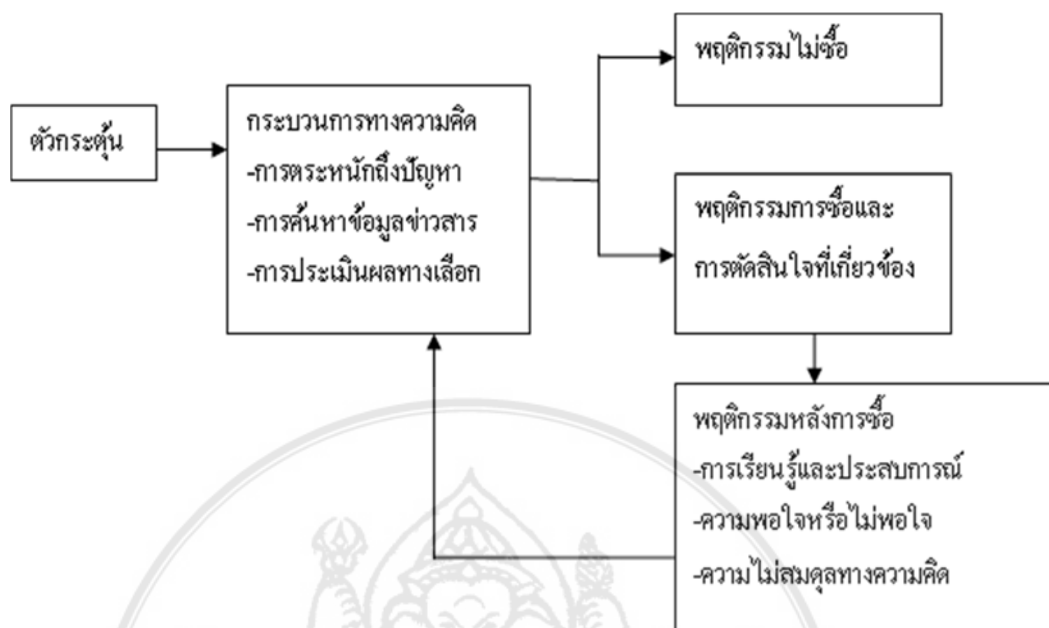 ตัวกระตุ้น
กระบวนการทางความคิด
-การตระหนักถึงปัญหา
-การค้นหาข้อมูลข่าวสาร
-การประเมินผลทางเลือก
พฤติกรรมไม่ซื้อ
พฤติกรรมการซื้อและ
การตัดสินใจที่เกี่ยวข้อง
พฤติกรรมหลังการซื้อ
-การเรียนรู้และประสบการณ์
-ความพอใจหรือไม่พอใจ
-ความไม่สมดุลทางความคิด